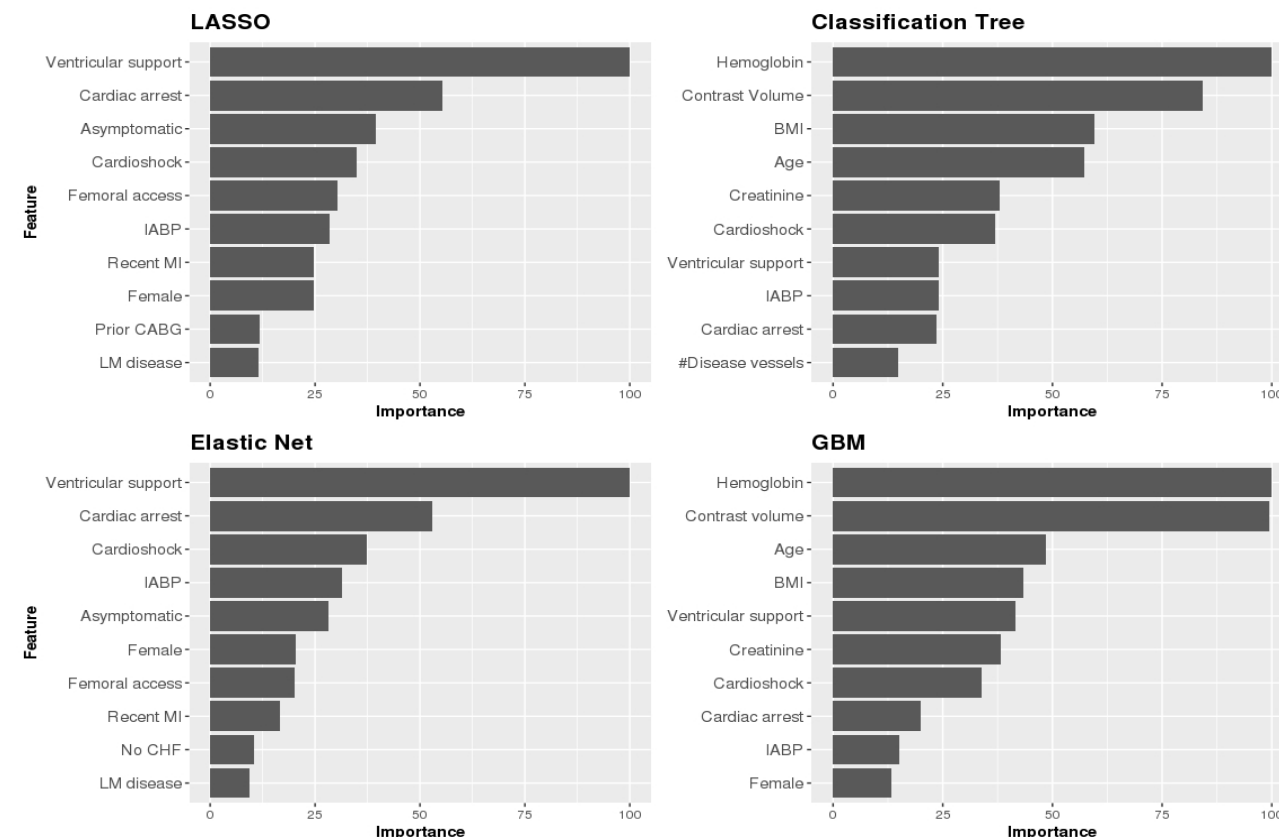 LASSO
Feature
Ventricular support
Cardiac arrest
Asymptomatic
Cardioshock
Femoral access
IABP
Recent MI
Female
Prior CABG
LM disease
0 25 50 75 100
Importance
Classification Tree
Hemoglobin
Contrast Volume
BMI
Age
Creatinine
Cardioshock
Ventricular support
IABP
Cardiac arrest
#Disease vessels
0 25 50 75 100
Importance
Elastic Net
Feature
Ventricular support
Cardiac arrest
Cardioshock
IABP
Asymptomatic
Female
Femoral access
Recent MI
No CHF
LM disease
0 25 50 75 100
Importance
GBM
Hemoglobin
Contrast volume
Age
BMI
Ventricular support
Creatinine
Cardioshock
Cardiac arrest
IABP
Female
0 25 50 75 100
Importance